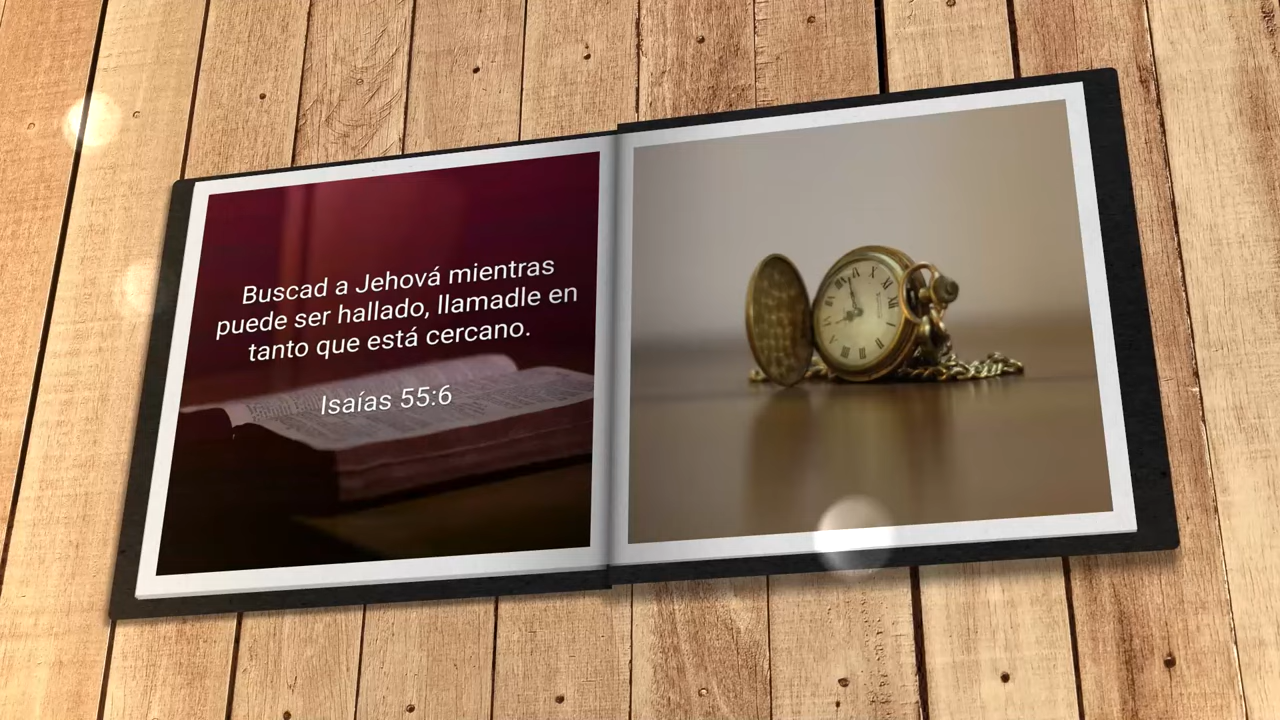 Buscad a Jehová mientras
puede ser hallado, llamadle en
tanto que está cercano.
Isaías 55:6